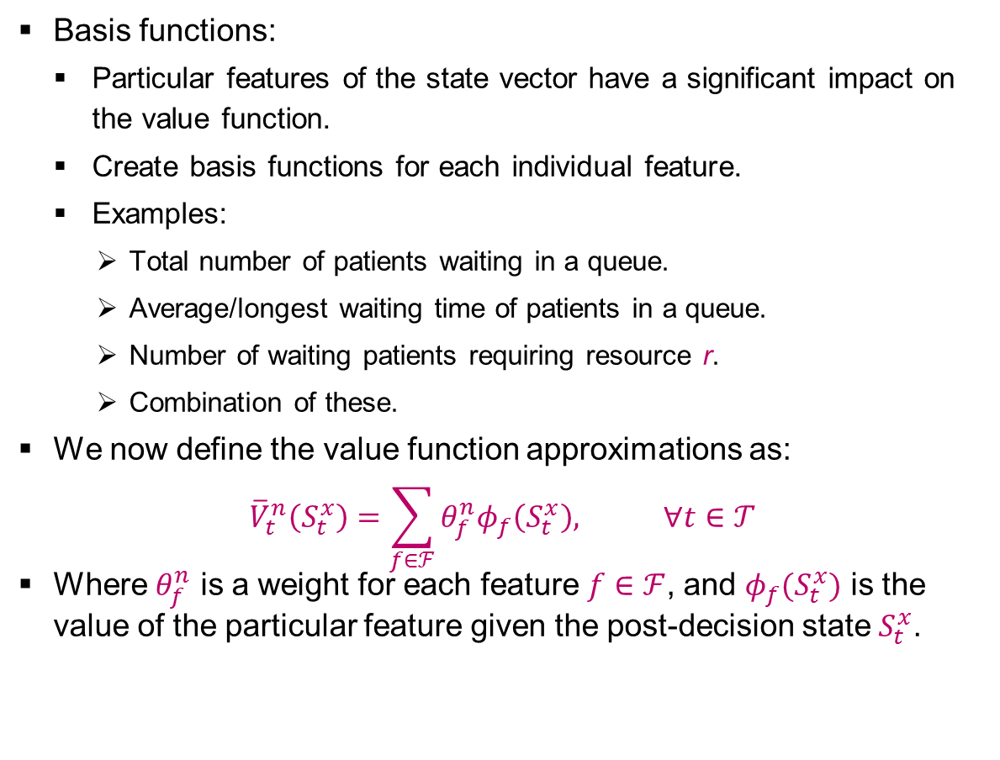 ▪ Basis functions:
▪ Particular features of the state vector have a significant impact on
the value function.
▪ Create basis functions for each individual feature.
▪ Examples:
➢ Total number of patients waiting in a queue.
➢ Average/longest waiting time of patients in a queue.
➢ Number of waiting patients requiring resource r.
➢ Combination of these.
▪ We now define the value function approximations as:
$\bar{V}_t^n(S_t^x) = \sum_{f \in \mathcal{F}} \theta_f^n \phi_f(S_t^x), \quad \forall t \in \mathcal{T}$
▪ Where $\theta_f^n$ is a weight for each feature $f \in \mathcal{F}$, and $\phi_f(S_t^x)$ is the
value of the particular feature given the post-decision state $S_t^x$.